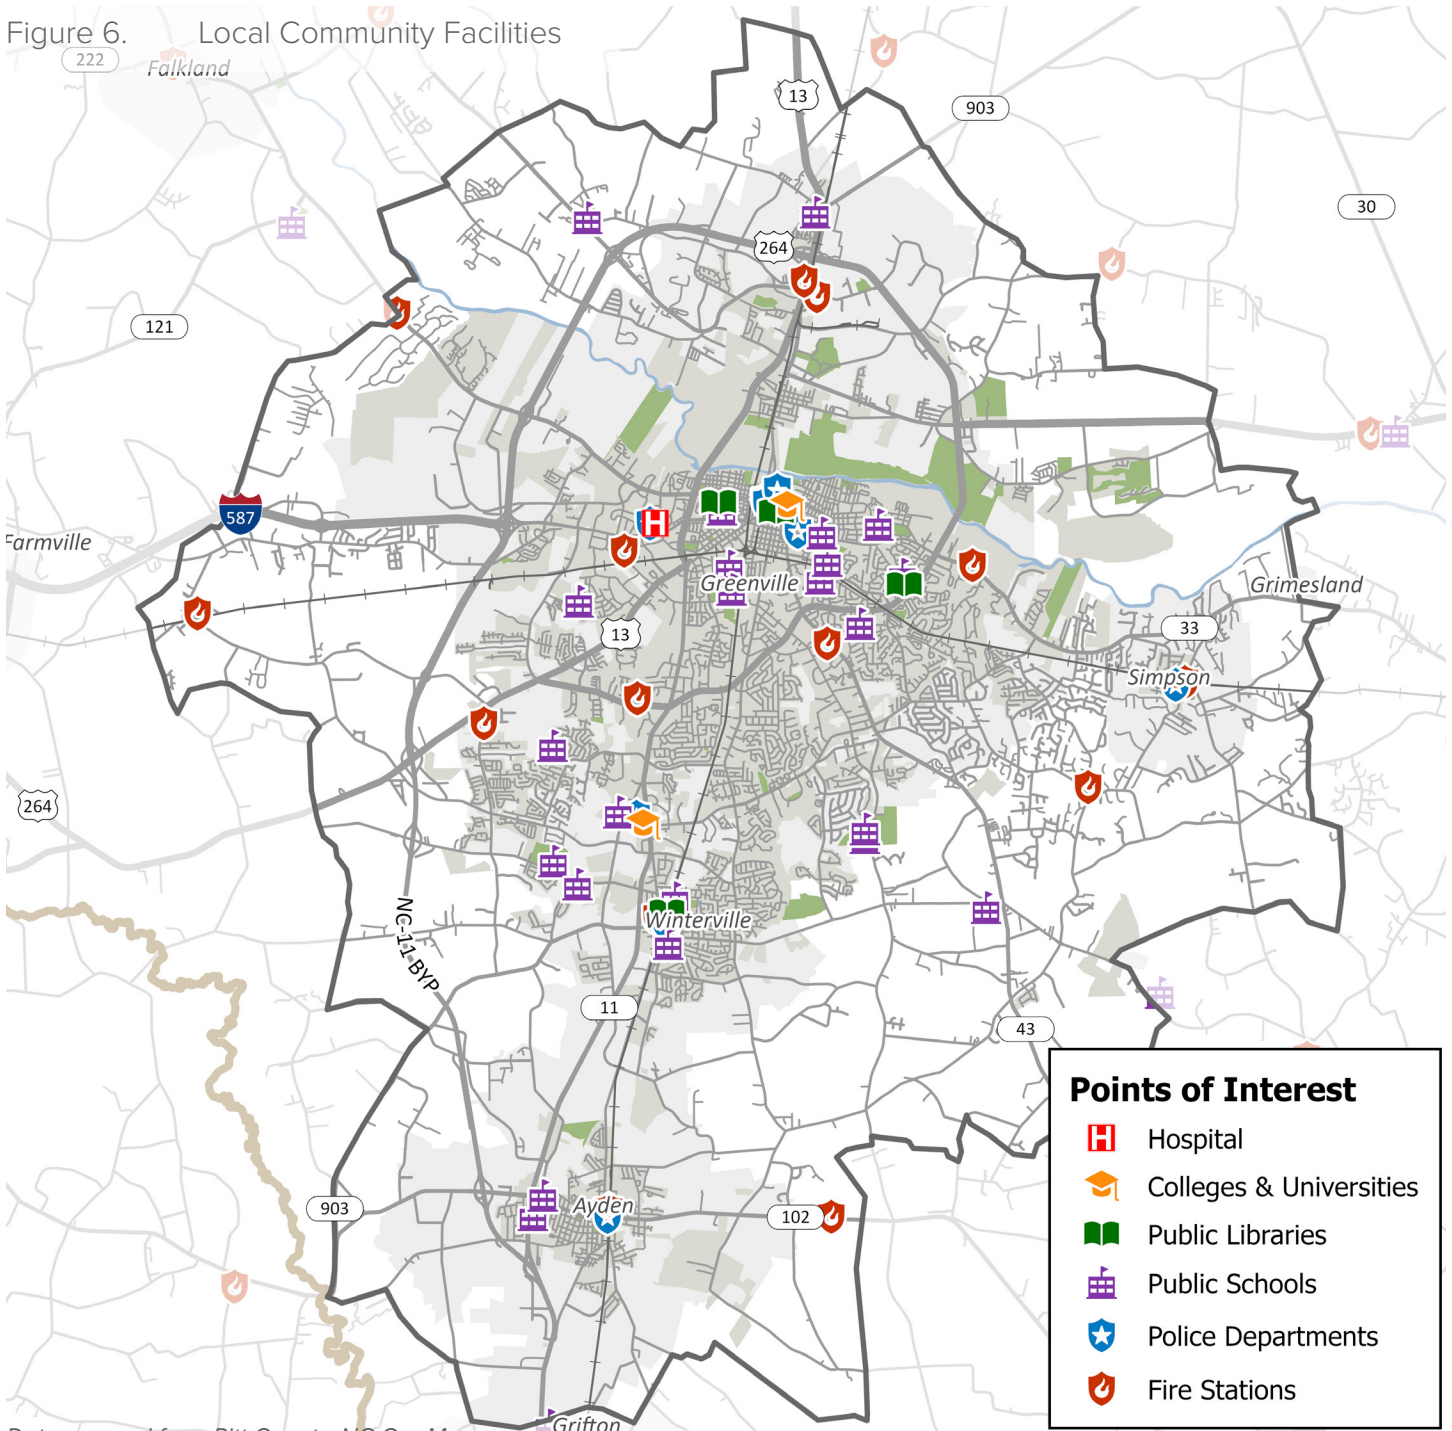 Figure 6. Local Community Facilities
222
Falkland
13
903
30
264
121
587
Farmville
Greenville
Grimesland
13
33
Simpson
264
NC-11 BYP
Winterville
11
43
903
Ayden
102
Grifton
Points of Interest
Hospital
Colleges & Universities
Public Libraries
Public Schools
Police Departments
Fire Stations